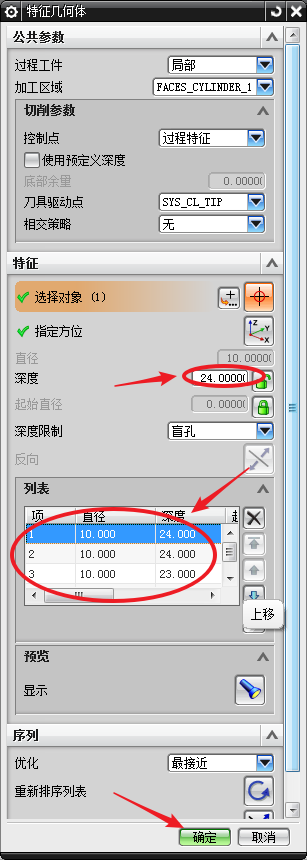 特征几何体
公共参数
过程工件 局部
加工区域 FACES_CYLINDER_1
切削参数
控制点 过程特征
使用预定义深度
底部余量 0.0000
刀具驱动点 SYS_CL_TIP
相交策略 无
特征
选择对象 (1)
指定方位
直径 10.0000
深度 24.0000
起始直径 0.0000
深度限制 盲孔
反向
列表
项 直径 深度
1 10.000 24.000
2 10.000 24.000
3 10.000 23.000
上移
预览
显示
序列
优化 最接近
重新排序列表
确定 取消